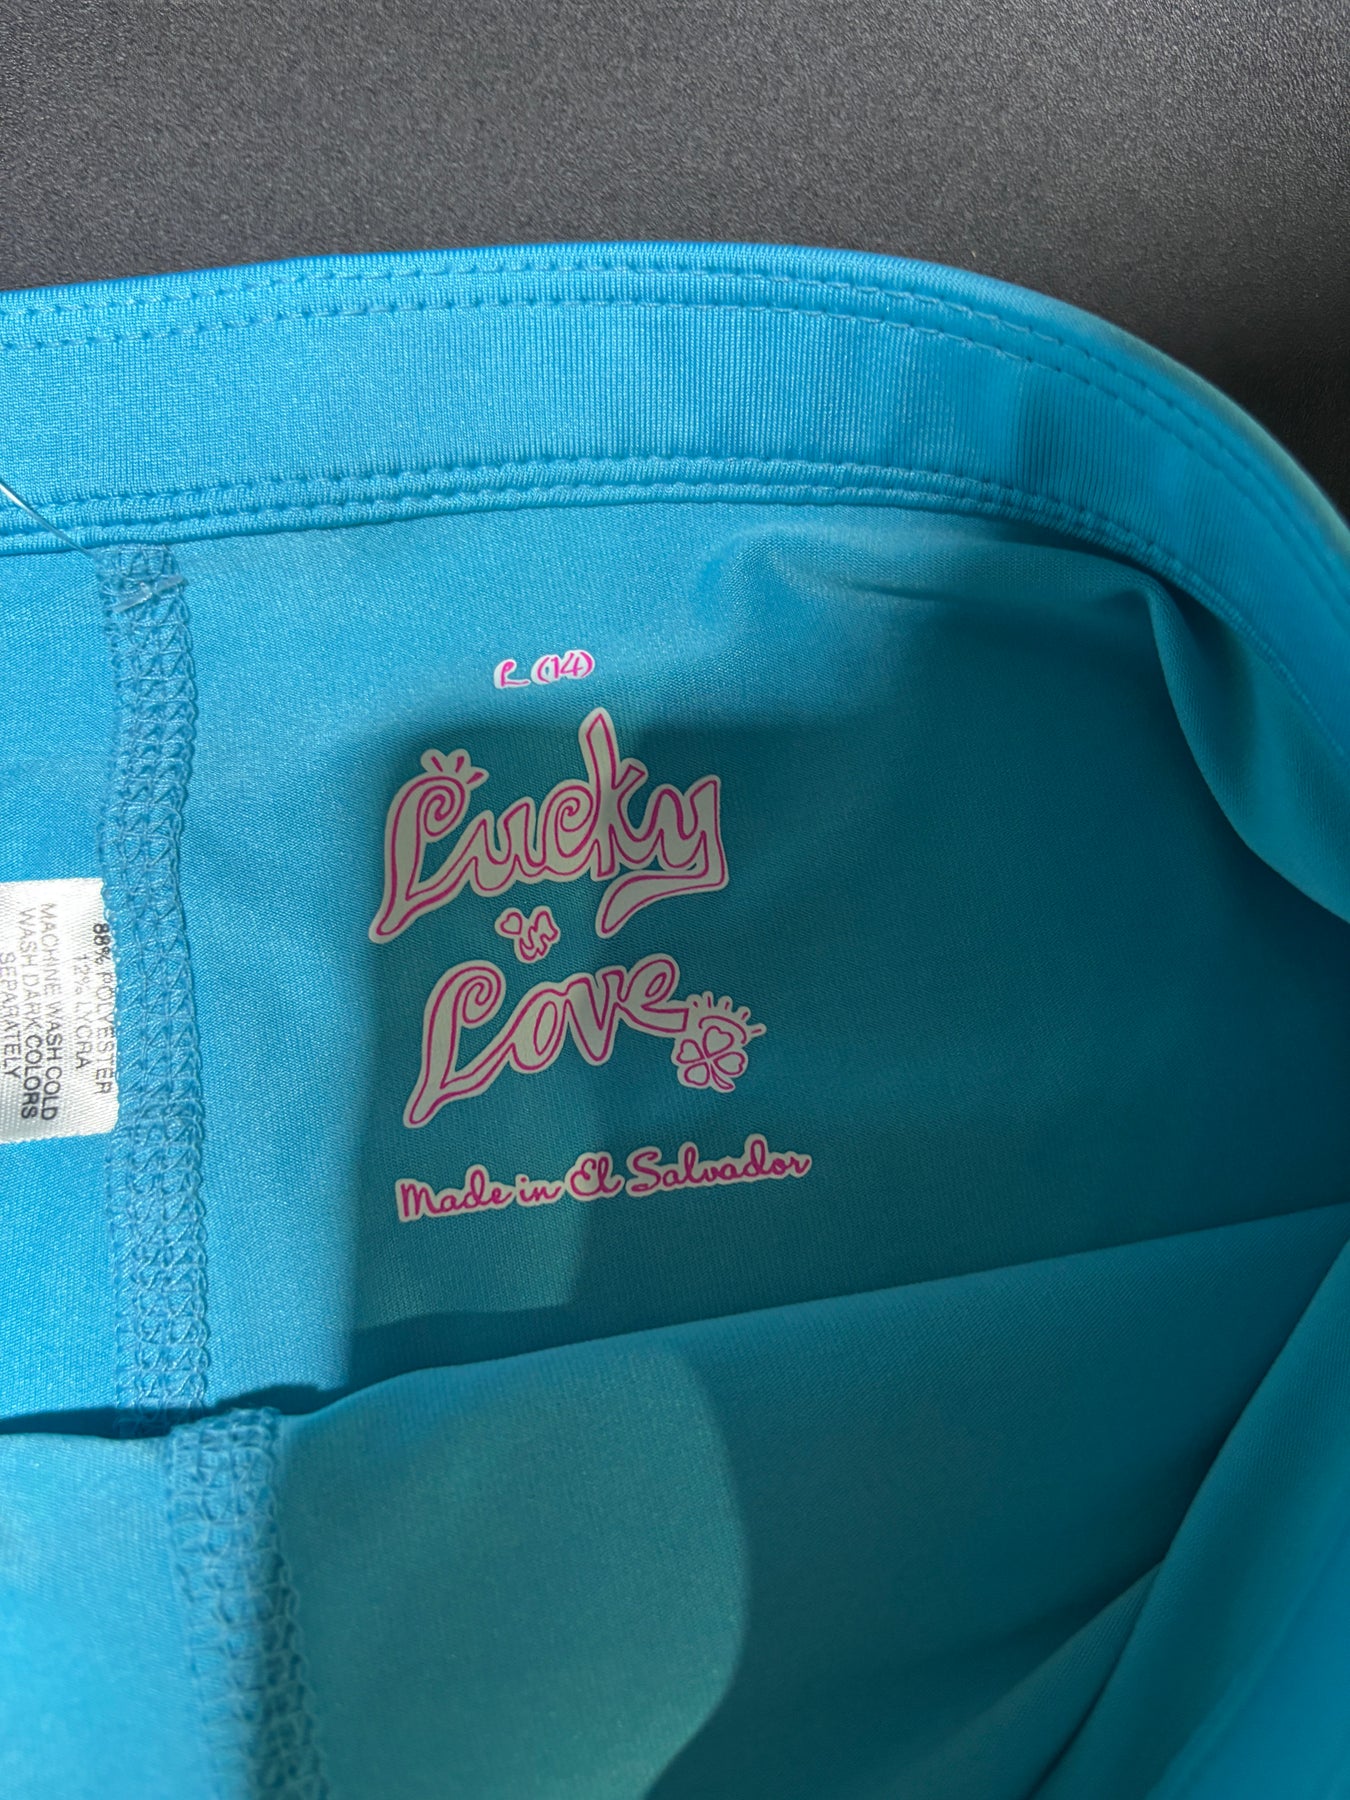 L (14)
Lucky
in
Love
Made in El Salvador
88% POLYESTER
12% LYCRA
MACHINE WASH COLD
WASH DARK COLORS
SEPARATELY